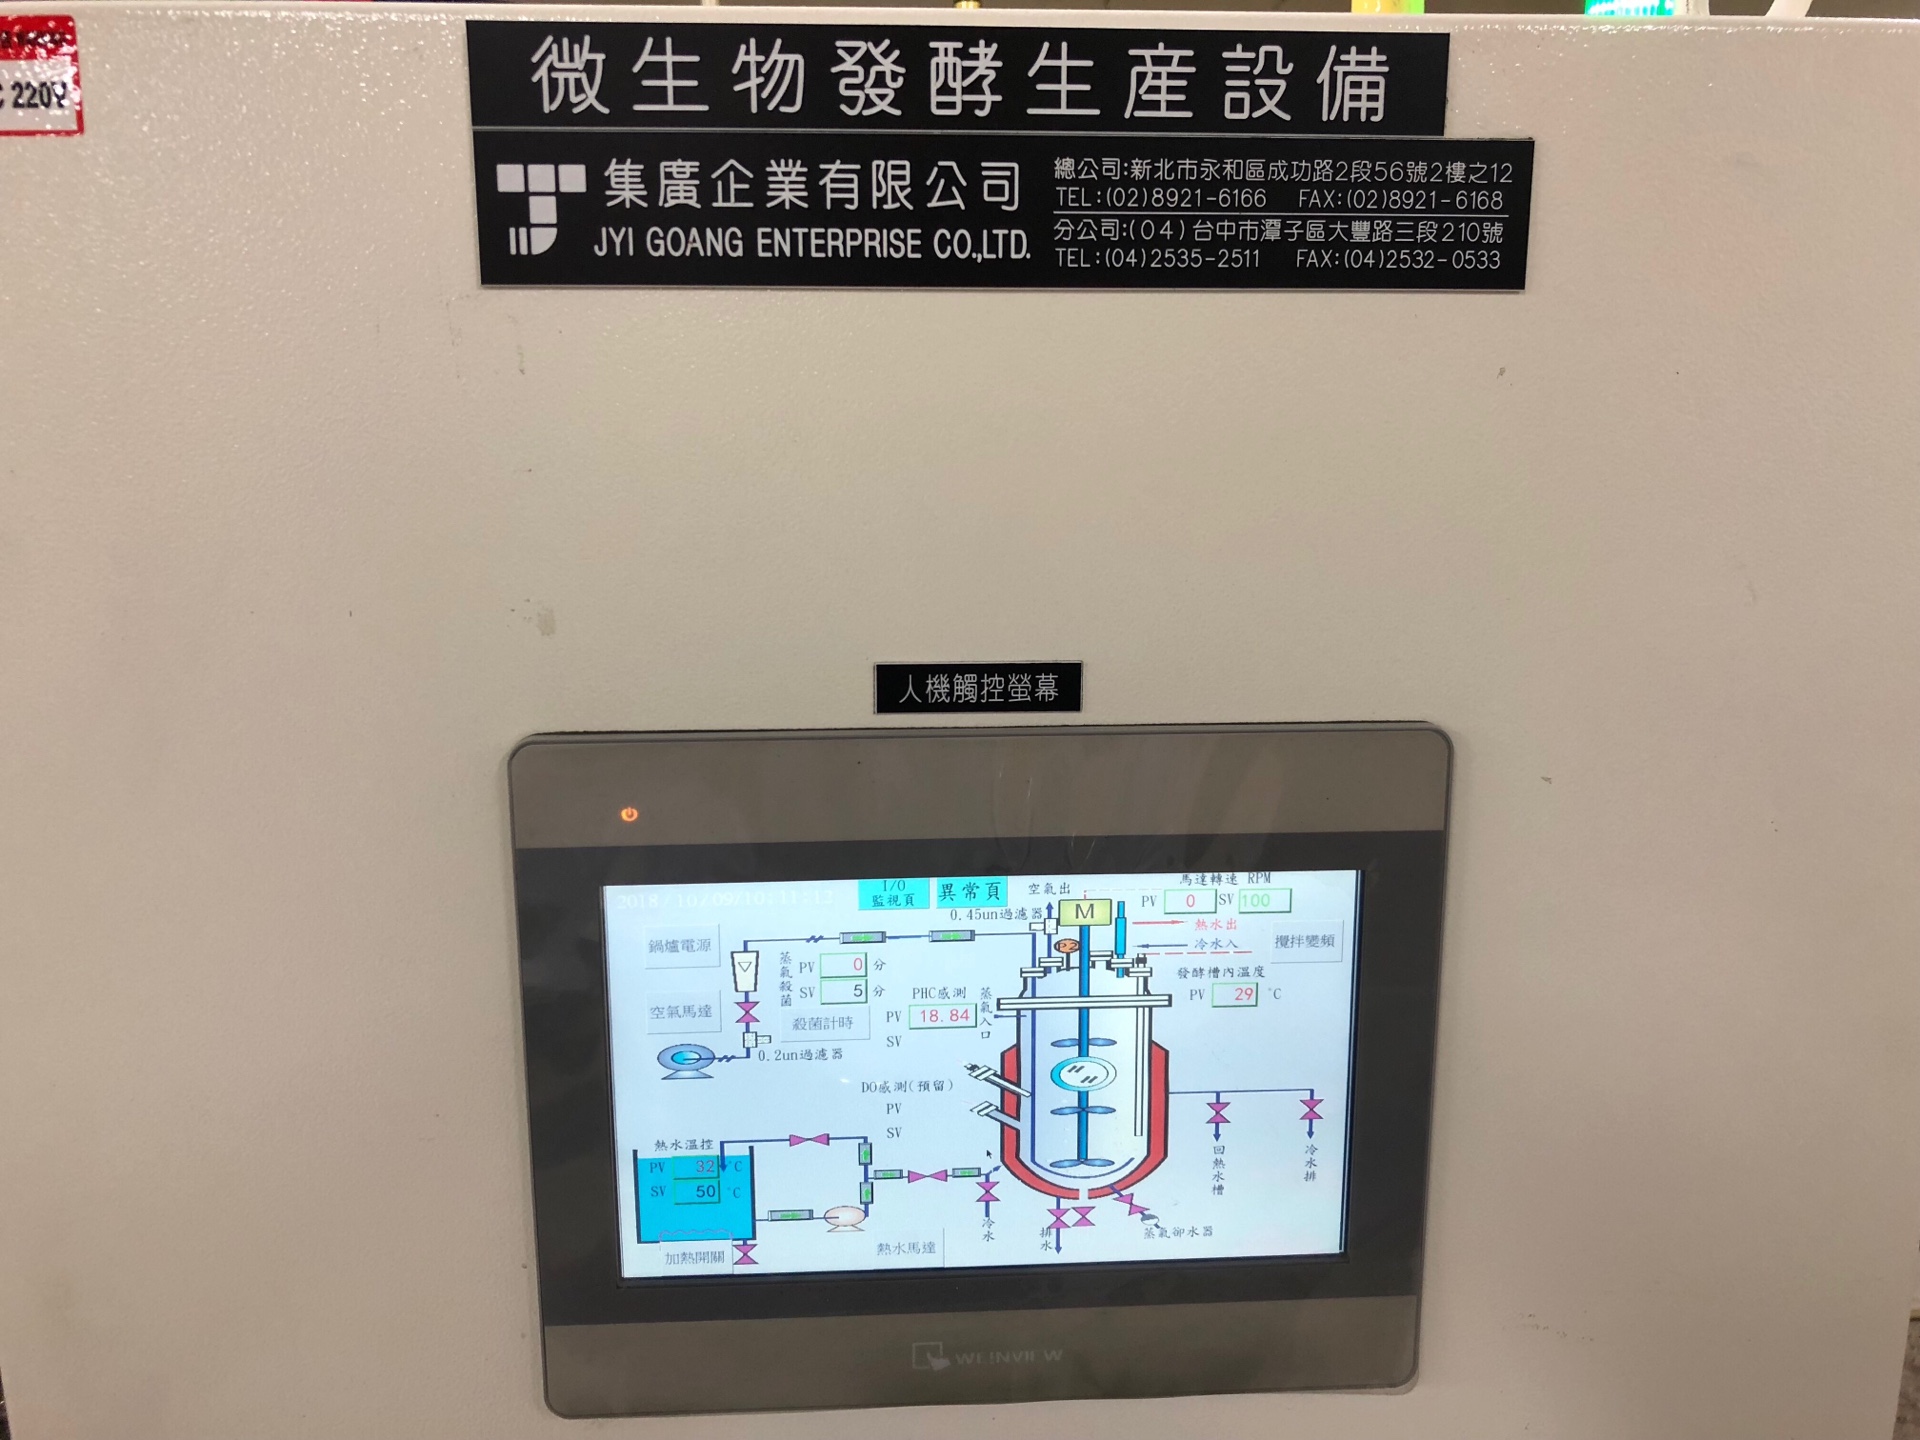 C 220V
微生物發酵生産設備
集廣企業有限公司
JYI GOANG ENTERPRISE CO.,LTD.
總公司:新北市永和區成功路2段56號2樓之12
TEL:(02)8921-6166 FAX:(02)8921-6168
分公司:(04)台中市潭子區大豐路三段210號
TEL:(04)2535-2511 FAX:(04)2532-0533
人機觸控螢幕
2018/10/09/10:11:
I/O
監視頁
異常頁
空氣出
0.45un過濾器
M
P2
馬達轉速 RPM
PV 0 SV 100
熱水出
冷水入
攪拌變頻
發酵槽內溫度
PV 29 °C
鍋爐電源
空氣馬達
蒸氣殺菌
PV 0 分
SV 5 分
殺菌計時
0.2un過濾器
PHC感測
PV 18.84
SV
蒸氣入口
DO感測(預留)
PV
SV
熱水溫控
PV 32 °C
SV 50 °C
加熱開關
熱水馬達
冷水
排水
蒸氣卻水器
回熱水槽
冷水排
WEINVIEW